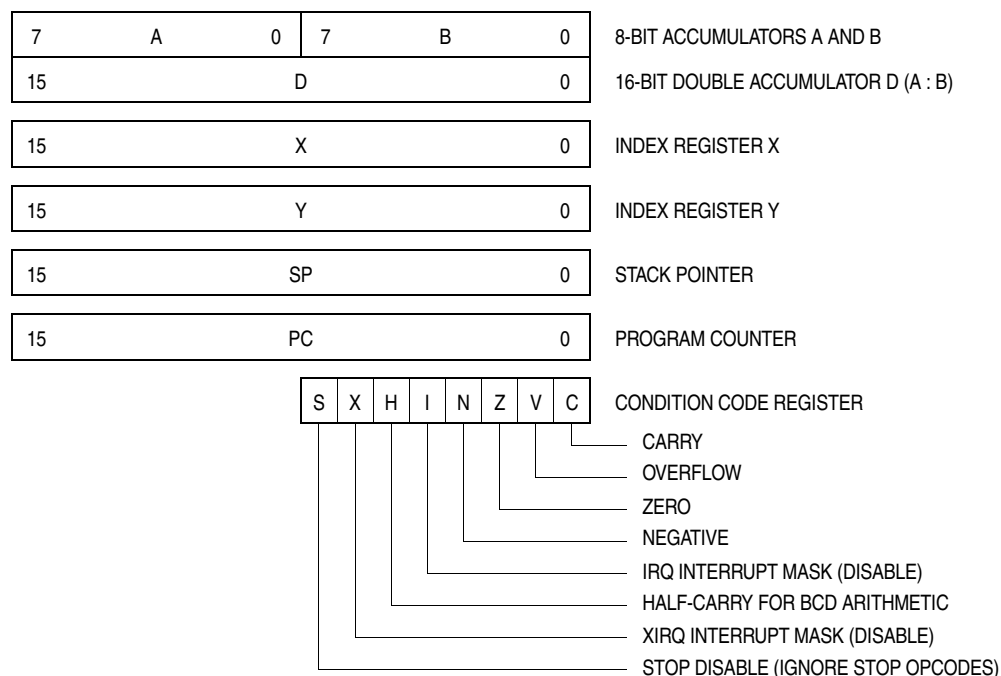 7 A 0 7 B 0 8-BIT ACCUMULATORS A AND B
15 D 0 16-BIT DOUBLE ACCUMULATOR D (A : B)
15 X 0 INDEX REGISTER X
15 Y 0 INDEX REGISTER Y
15 SP 0 STACK POINTER
15 PC 0 PROGRAM COUNTER
S X H I N Z V C CONDITION CODE REGISTER
CARRY
OVERFLOW
ZERO
NEGATIVE
IRQ INTERRUPT MASK (DISABLE)
HALF-CARRY FOR BCD ARITHMETIC
XIRQ INTERRUPT MASK (DISABLE)
STOP DISABLE (IGNORE STOP OPCODES)